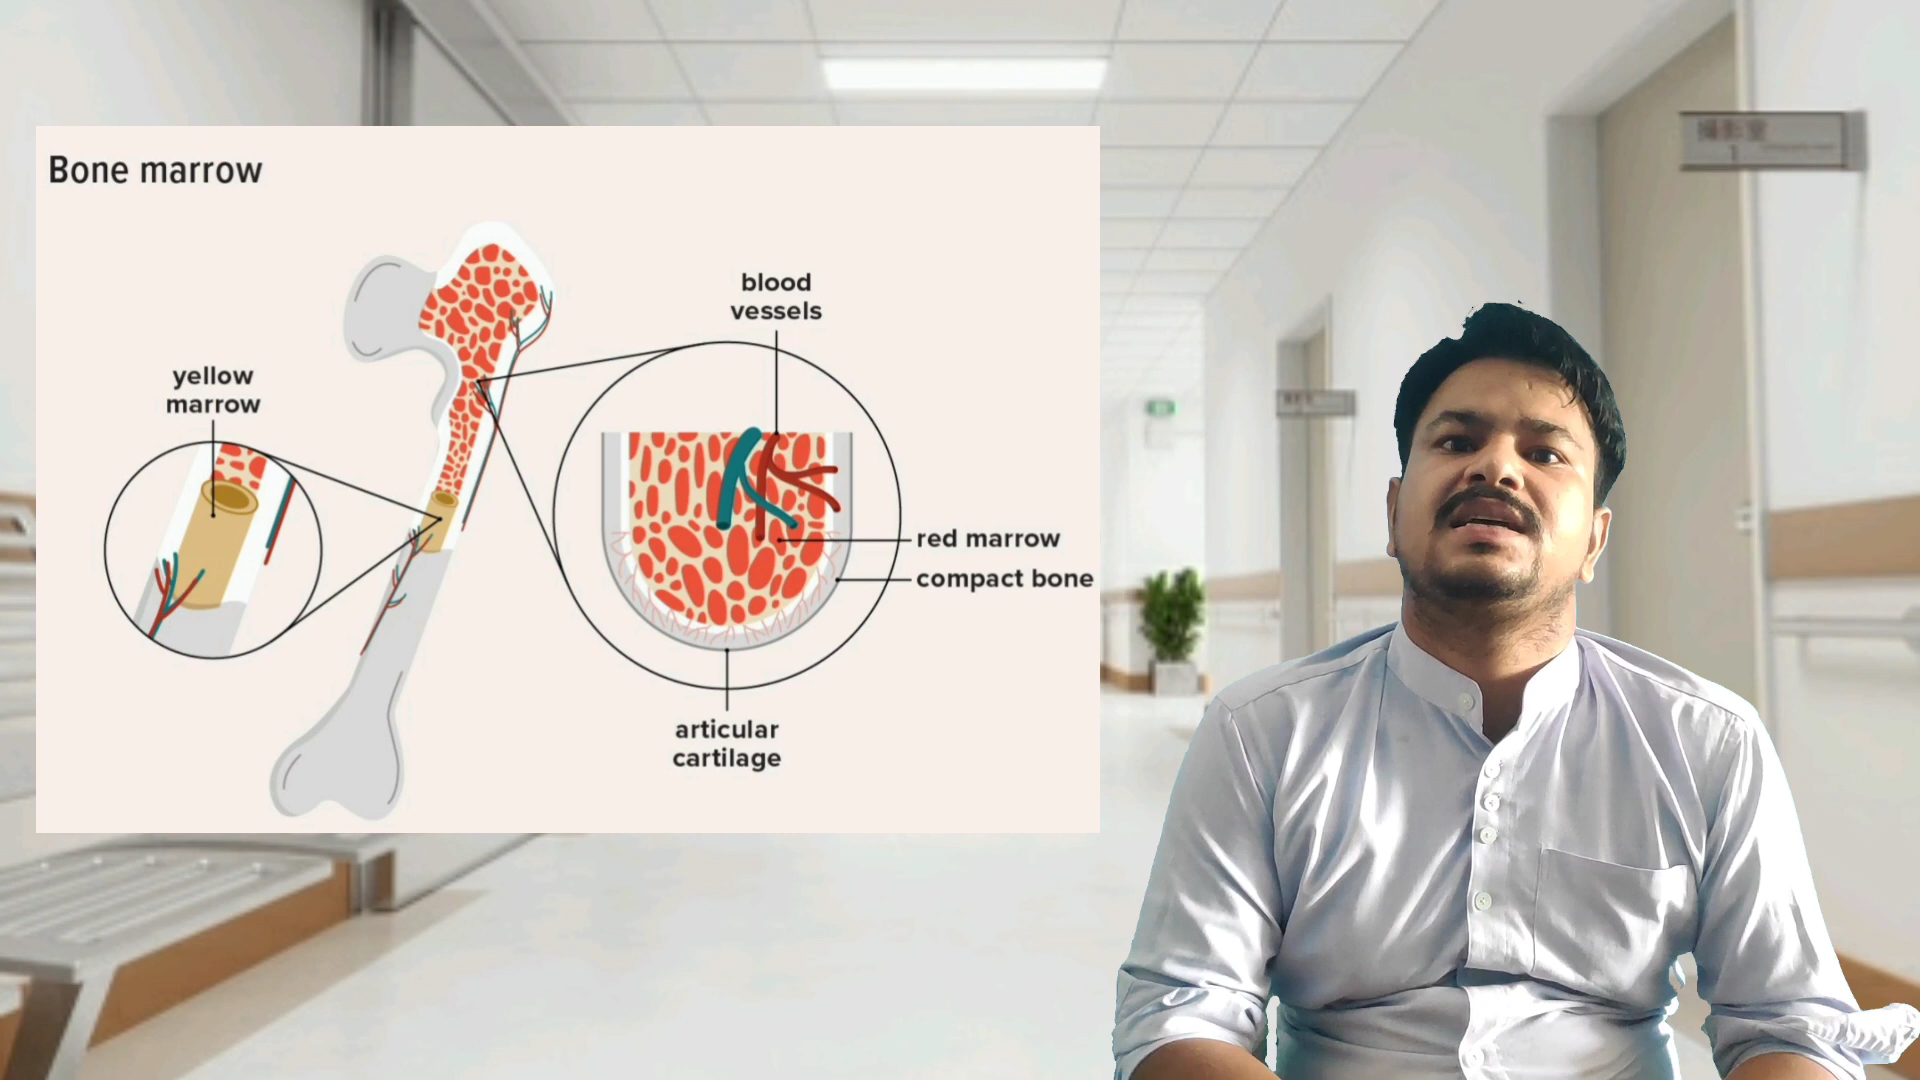 Bone marrow
blood
vessels
yellow
marrow
red marrow
compact bone
articular
cartilage